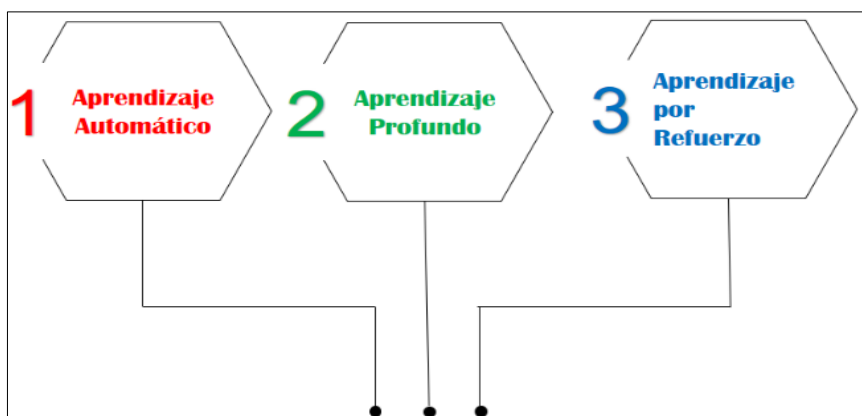 1
Aprendizaje
Automático
2
Aprendizaje
Profundo
3
Aprendizaje
por
Refuerzo